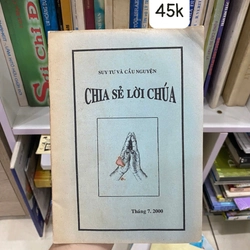 45k
SUY TƯ VÀ CẦU NGUYỆN
CHIA SẺ LỜI CHÚA
Tháng 7. 2000